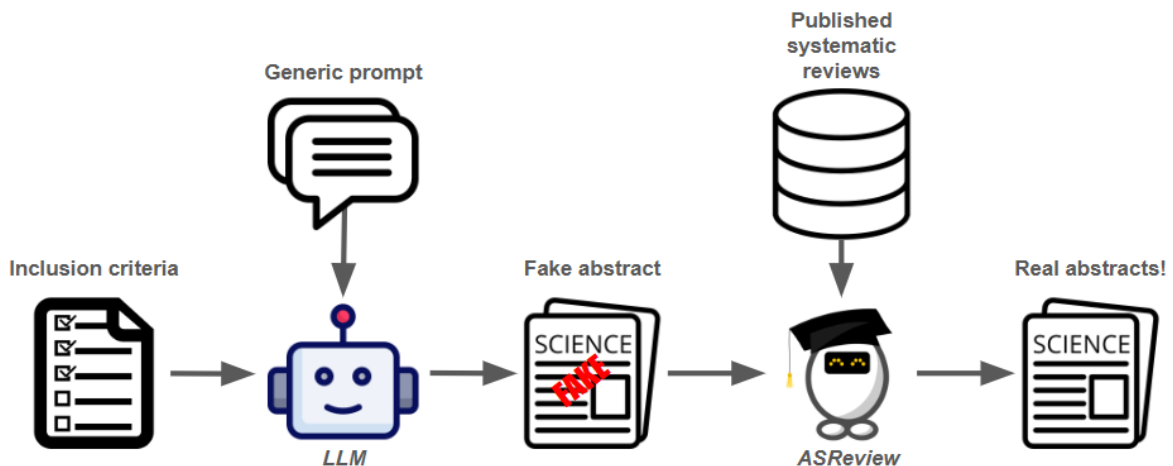 Published
systematic
reviews
Generic prompt
Inclusion criteria
Fake abstract
Real abstracts!
SCIENCE
FAKE
SCIENCE
LLM
ASReview